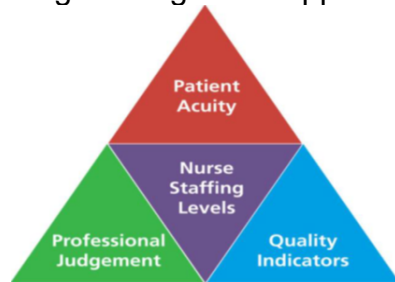 Patient
Acuity
Nurse
Staffing
Levels
Professional
Judgement
Quality
Indicators